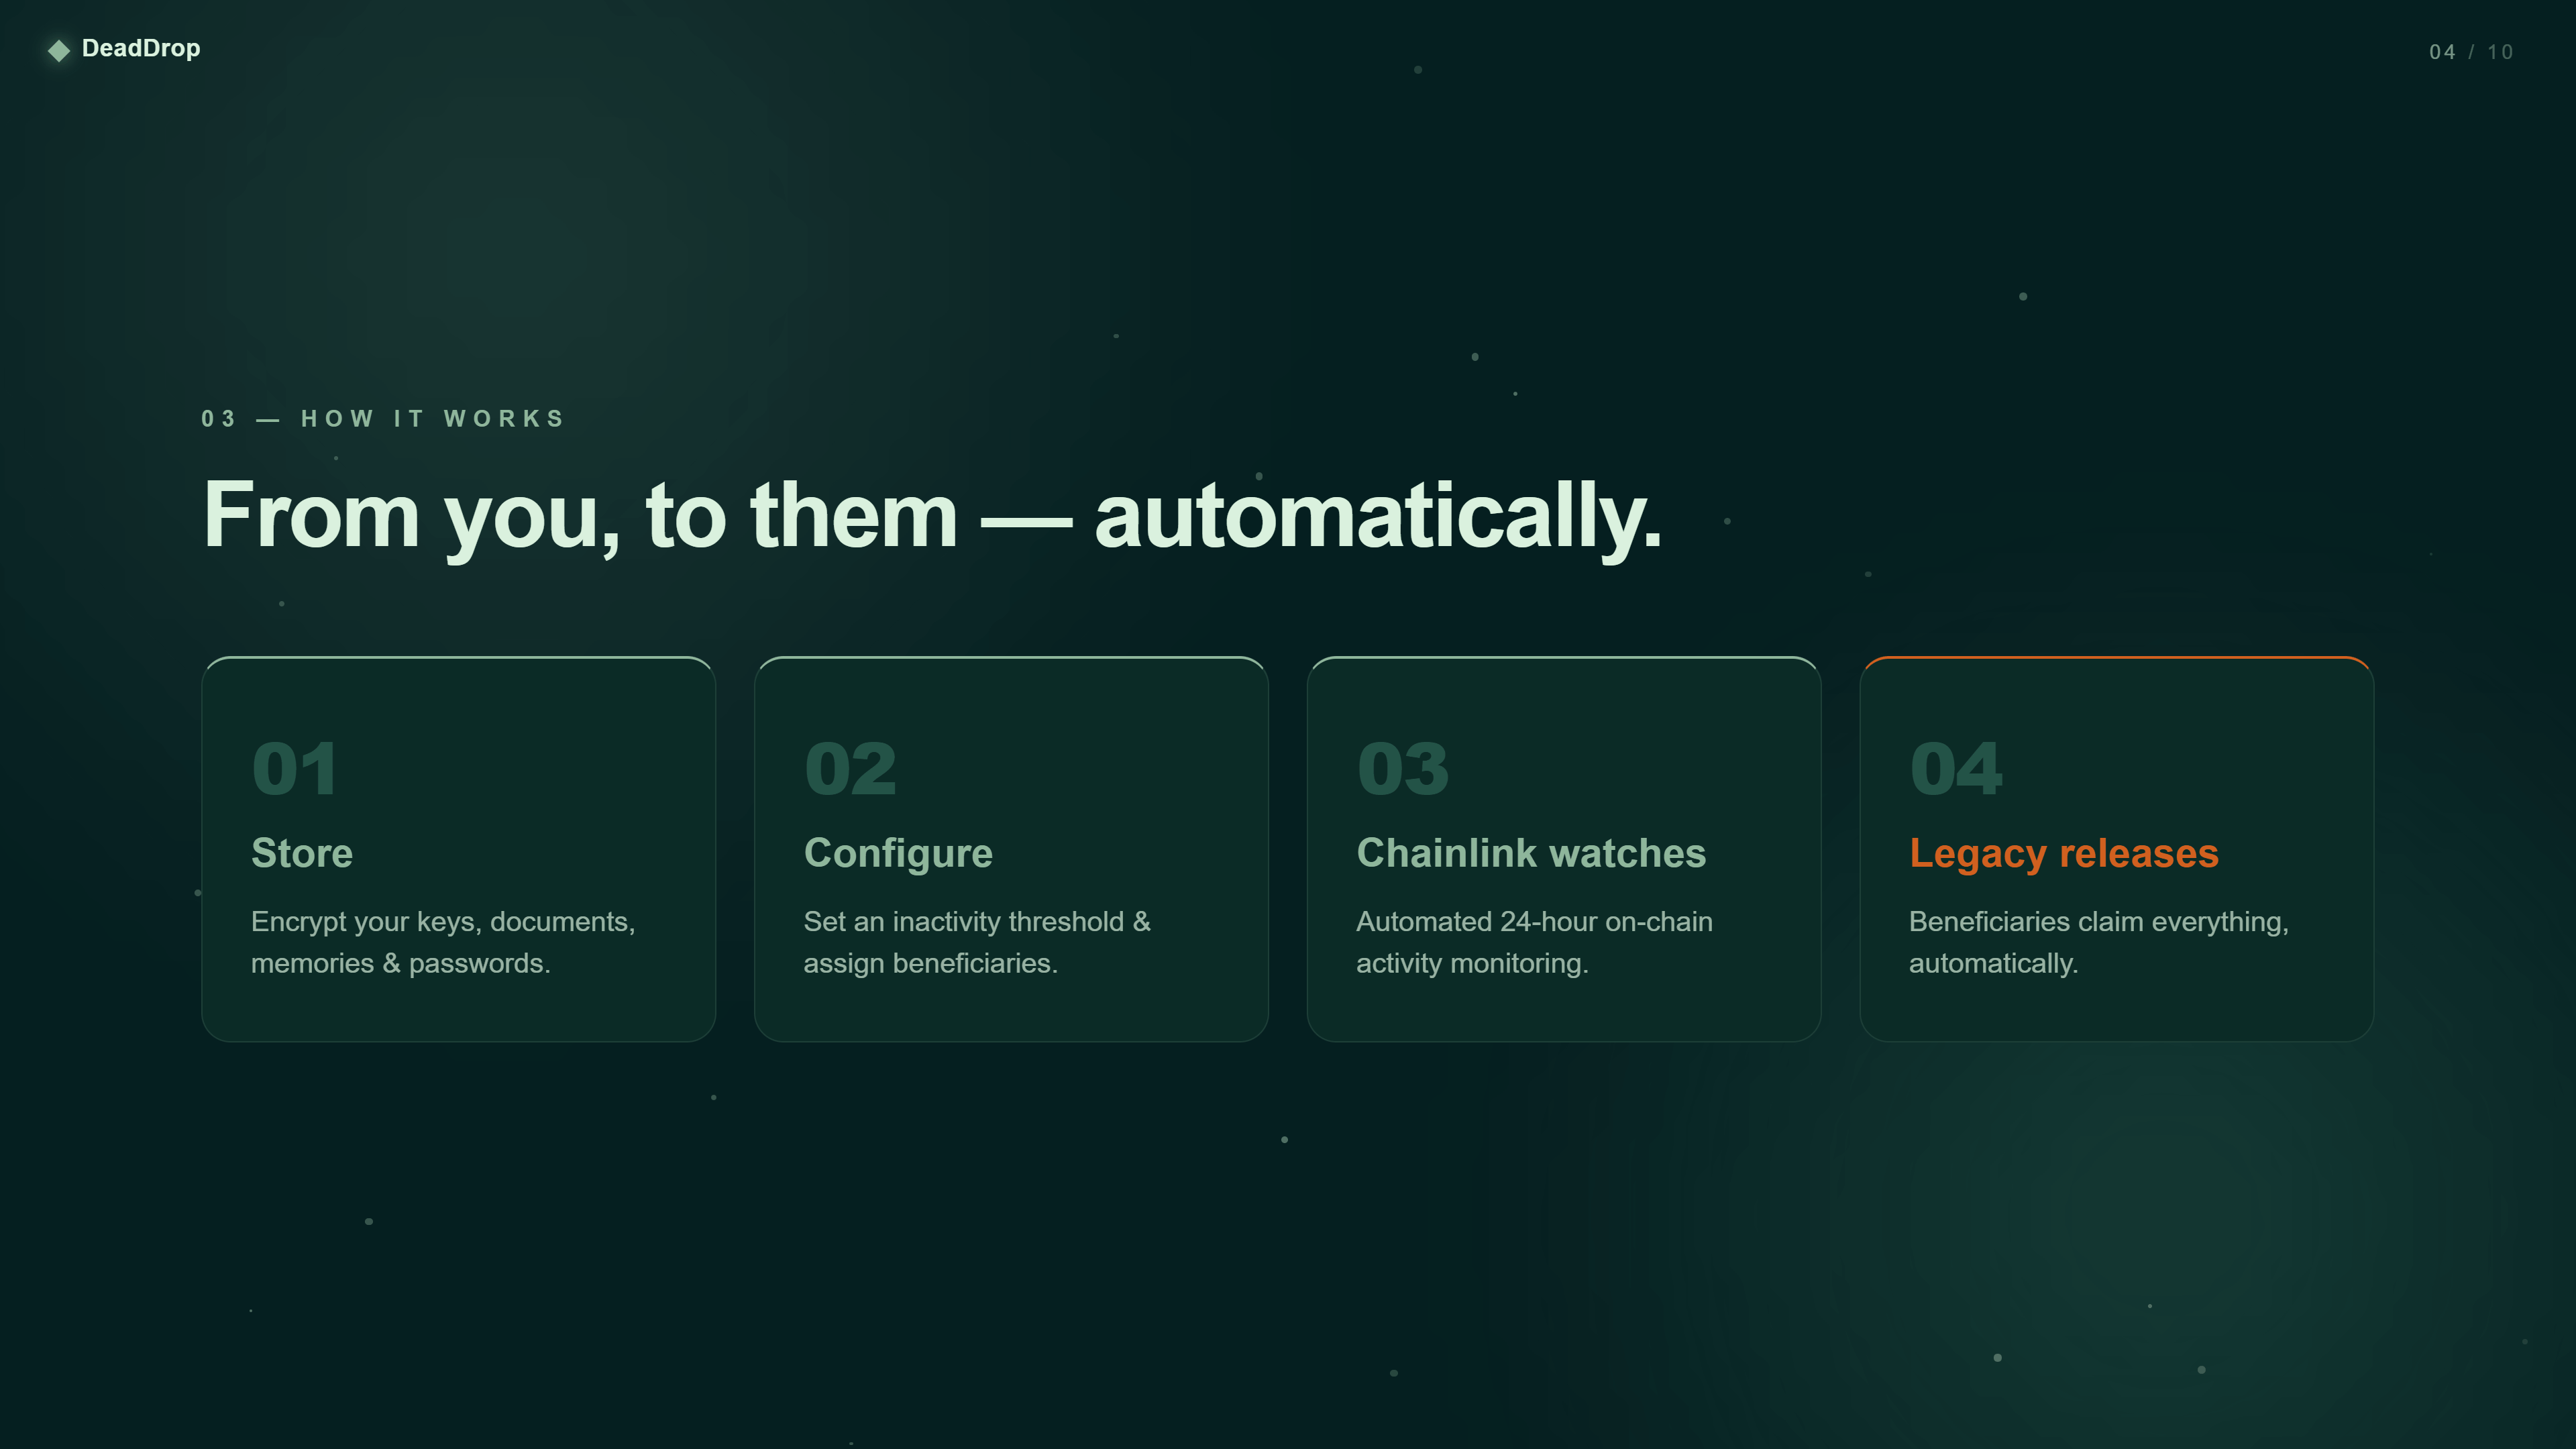 DeadDrop
04 / 10
03 — HOW IT WORKS
From you, to them — automatically.
01
Store
Encrypt your keys, documents,
memories & passwords.
02
Configure
Set an inactivity threshold &
assign beneficiaries.
03
Chainlink watches
Automated 24-hour on-chain
activity monitoring.
04
Legacy releases
Beneficiaries claim everything,
automatically.